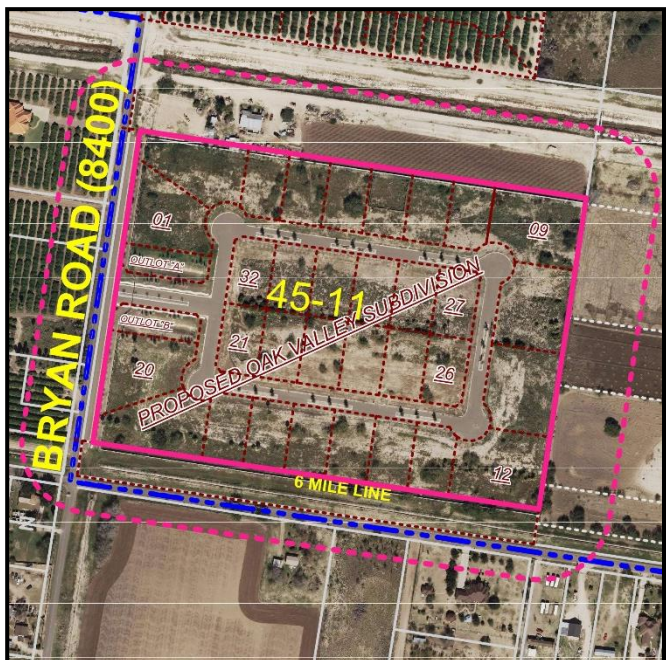 BRYAN ROAD (8400)
01
09
OUTLOT "A"
32
45-11
27
OUTLOT "B"
PROPOSED OAK VALLEY SUBDIVISION
21
20
26
12
6 MILE LINE